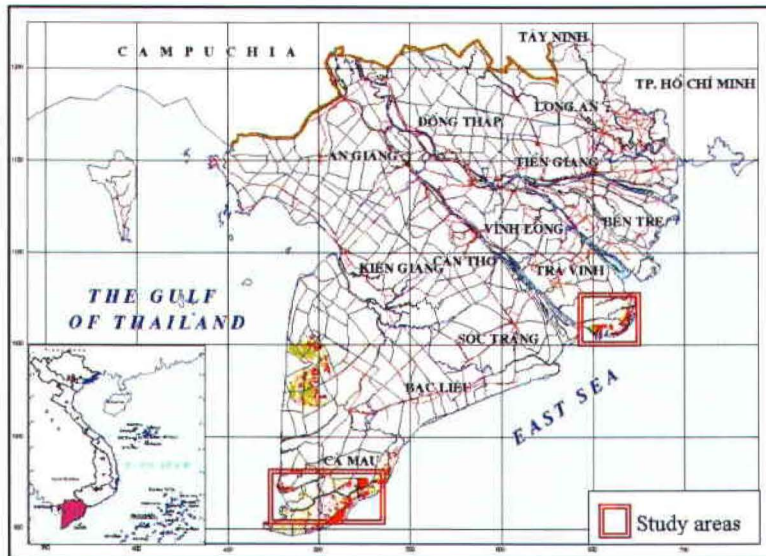 TÂY NINH
CAMPUCHIA
TP. HỒ CHÍ MINH
LONG AN
ĐỒNG THÁP
AN GIANG
TIỀN GIANG
BẾN TRE
VĨNH LONG
CẦN THƠ
KIÊN GIANG
TRÀ VINH
THE GULF
OF THAILAND
SÓC TRĂNG
BẠC LIÊU
EAST SEA
CÀ MAU
Study areas